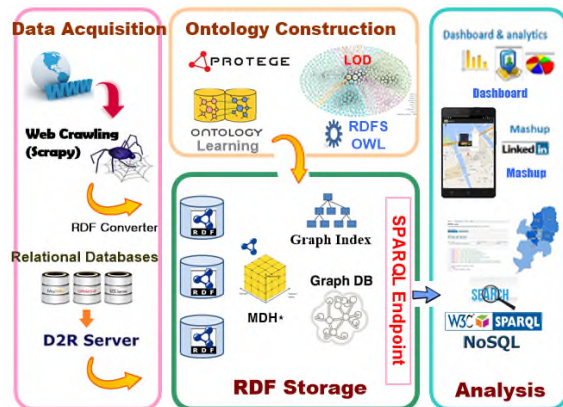 Data Acquisition
WWW
Web Crawling
(Scrapy)
RDF Converter
Relational Databases
D2R Server
Ontology Construction
PROTEGE
LOD
ONTOLOGY
Learning
RDFS
OWL
RDF
RDF
RDF
Graph Index
MDH*
Graph DB
SPARQL Endpoint
RDF Storage
Dashboard & analytics
Dashboard
Mashup
Linked in
Mashup
SEARCH
W3C SPARQL
NoSQL
Analysis